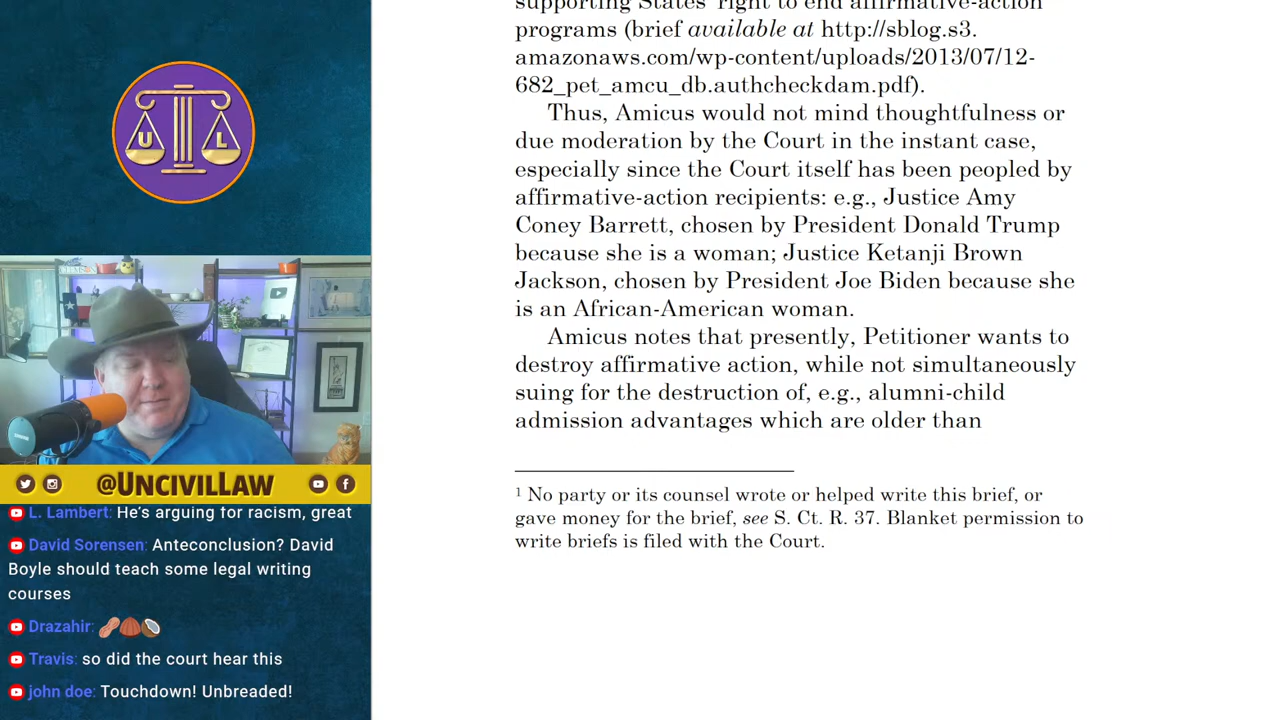 U L
@UNCIVILLAW
L. Lambert: He's arguing for racism, great
David Sorensen: Anteconclusion? David
Boyle should teach some legal writing
courses
Drazahir:
Travis: so did the court hear this
john doe: Touchdown! Unbreaded!
supporting States' right to end affirmative-action
programs (brief available at http://sblog.s3.
amazonaws.com/wp-content/uploads/2013/07/12-
682_pet_amcu_db.authcheckdam.pdf).
Thus, Amicus would not mind thoughtfulness or
due moderation by the Court in the instant case,
especially since the Court itself has been peopled by
affirmative-action recipients: e.g., Justice Amy
Coney Barrett, chosen by President Donald Trump
because she is a woman; Justice Ketanji Brown
Jackson, chosen by President Joe Biden because she
is an African-American woman.
Amicus notes that presently, Petitioner wants to
destroy affirmative action, while not simultaneously
suing for the destruction of, e.g., alumni-child
admission advantages which are older than
1 No party or its counsel wrote or helped write this brief, or
gave money for the brief, see S. Ct. R. 37. Blanket permission to
write briefs is filed with the Court.